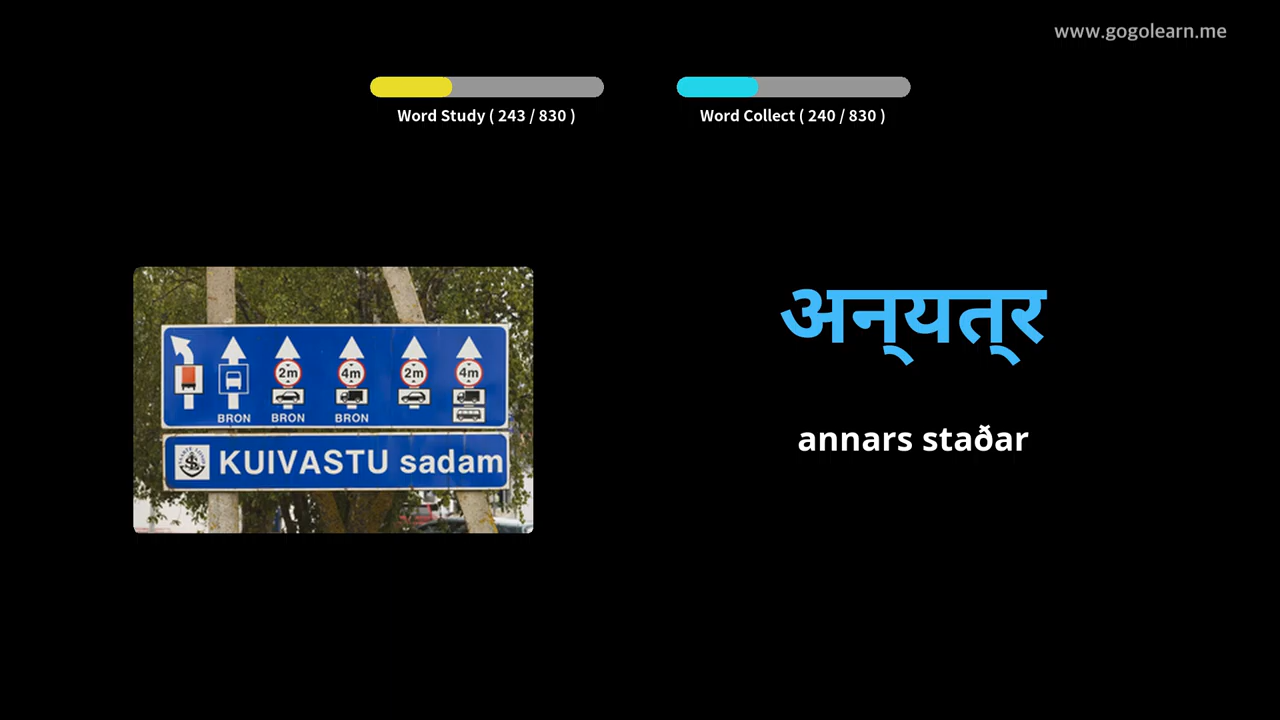 www.gogolearn.me
Word Study ( 243 / 830 )
Word Collect ( 240 / 830 )
2m 4m 2m 4m
BRON BRON BRON
KUIVASTU sadam
अन्‌यत्‌र
annars staðar